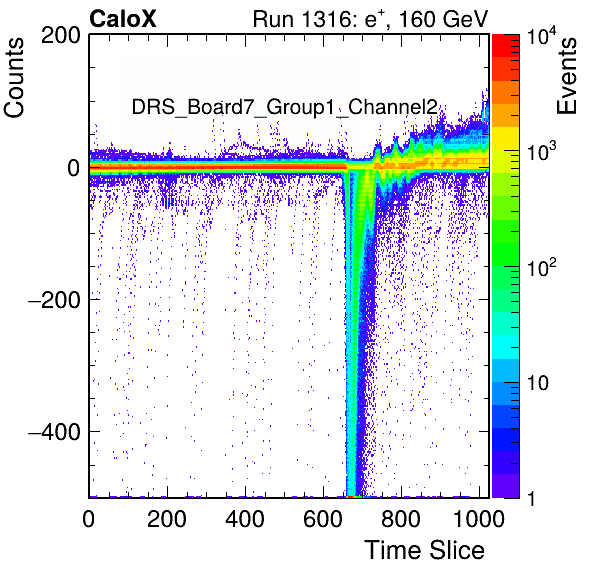 CaloX Run 1316: e⁺, 160 GeV
Counts
Events
DRS_Board7_Group1_Channel2
200
0
−200
−400
0 200 400 600 800 1000
Time Slice
10⁴
10³
10²
10
1